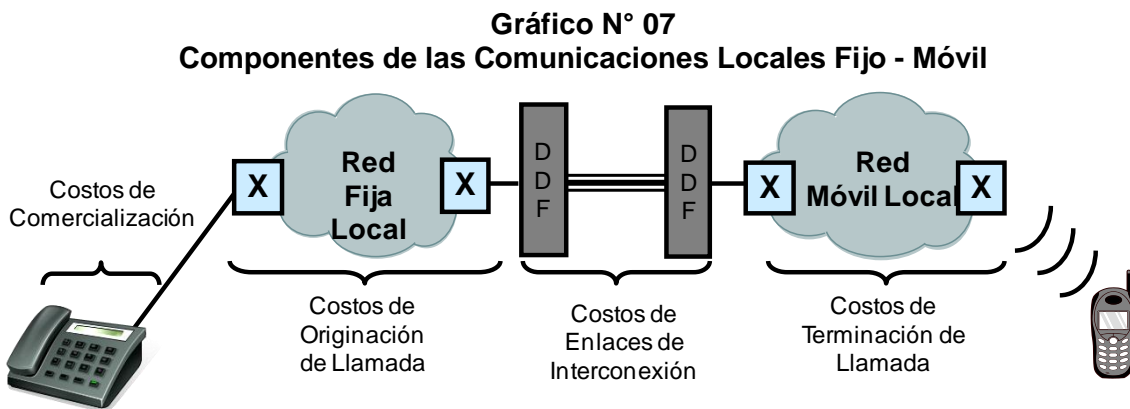 Gráfico N° 07
Componentes de las Comunicaciones Locales Fijo - Móvil
Costos de
Comercialización
X
Red
Fija
Local
X
D
D
F
D
D
F
X
Red
Móvil Local
X
Costos de
Originación
de Llamada
Costos de
Enlaces de
Interconexión
Costos de
Terminación de
Llamada